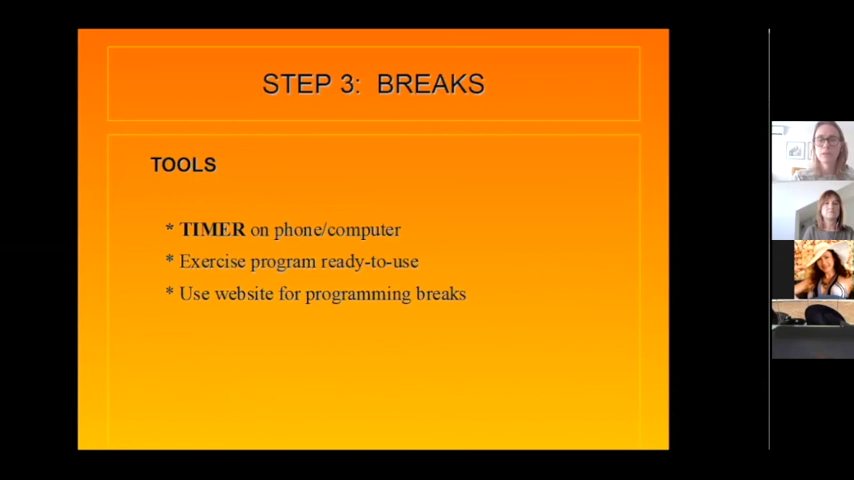 STEP 3: BREAKS
TOOLS
* TIMER on phone/computer
* Exercise program ready-to-use
* Use website for programming breaks